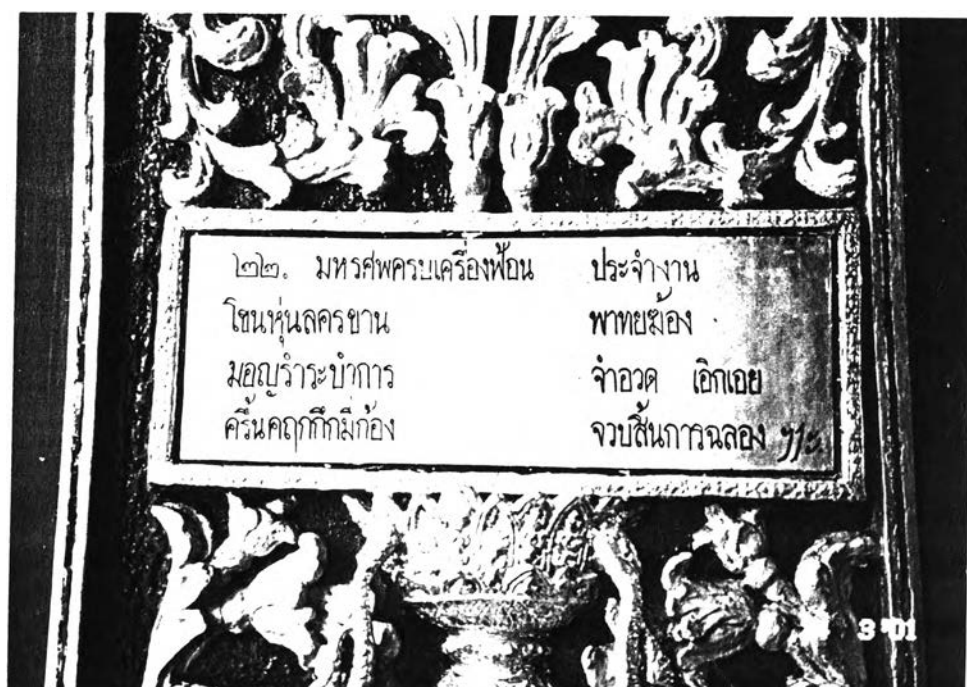 ๒๒. มหรศพครบเครื่องฟ้อน ประจำงาน
โขนหุ่นลครขาน พาทยฆ้อง
มอญรำระบำการ จำอวด เอิกเอย
ครื้นคฤกกึกมี่ก้อง จวบสิ้นการฉลอง ๆะ
3 '01